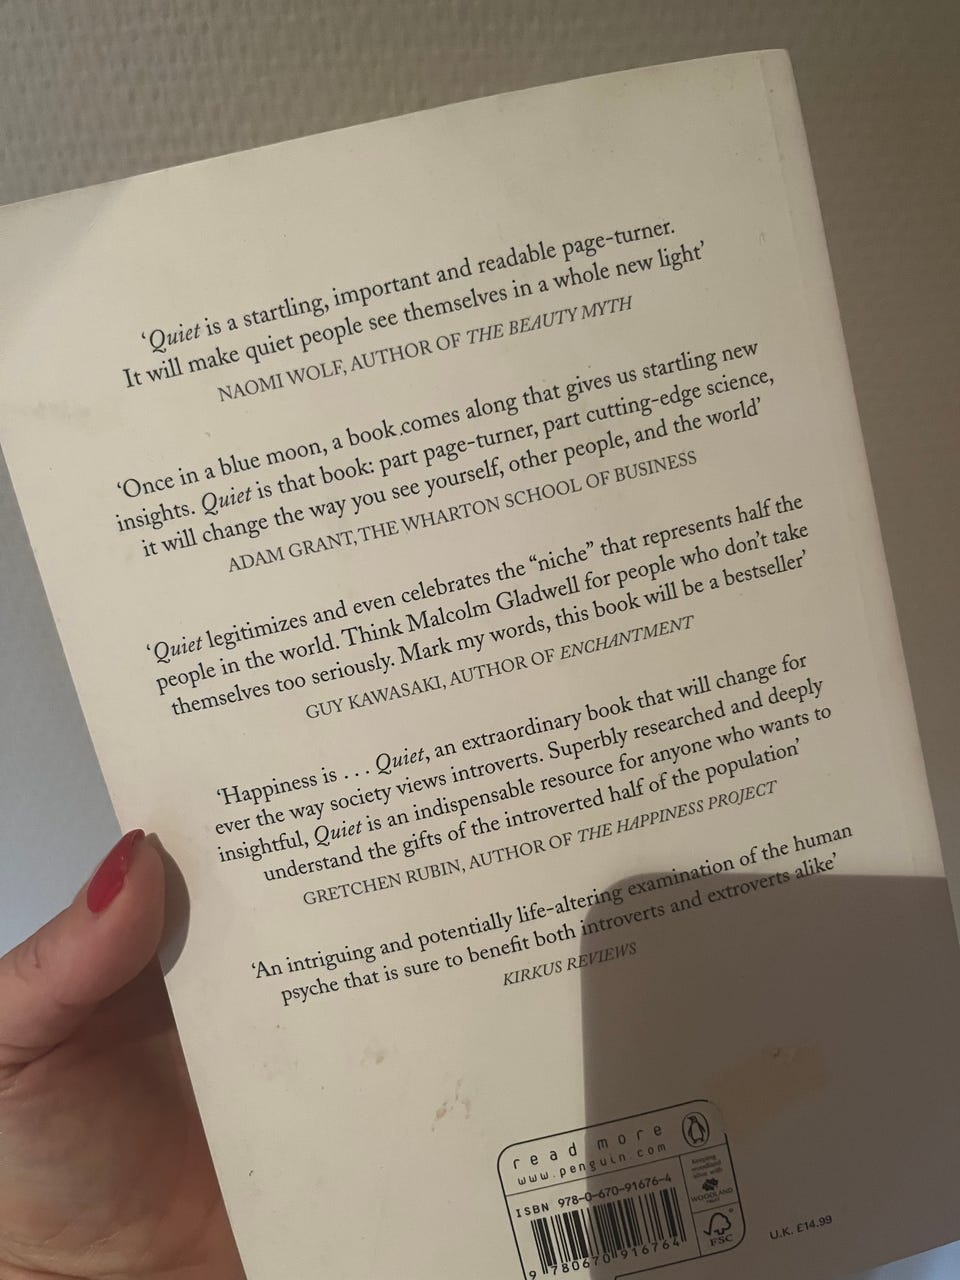 ‘Quiet is a startling, important and readable page-turner.
It will make quiet people see themselves in a whole new light’
NAOMI WOLF, AUTHOR OF THE BEAUTY MYTH
‘Once in a blue moon, a book comes along that gives us startling new
insights. Quiet is that book: part page-turner, part cutting-edge science,
it will change the way you see yourself, other people, and the world’
ADAM GRANT, THE WHARTON SCHOOL OF BUSINESS
‘Quiet legitimizes and even celebrates the “niche” that represents half the
people in the world. Think Malcolm Gladwell for people who don’t take
themselves too seriously. Mark my words, this book will be a bestseller’
GUY KAWASAKI, AUTHOR OF ENCHANTMENT
‘Happiness is . . . Quiet, an extraordinary book that will change for
ever the way society views introverts. Superbly researched and deeply
insightful, Quiet is an indispensable resource for anyone who wants to
understand the gifts of the introverted half of the population’
GRETCHEN RUBIN, AUTHOR OF THE HAPPINESS PROJECT
‘An intriguing and potentially life-altering examination of the human
psyche that is sure to benefit both introverts and extroverts alike’
KIRKUS REVIEWS
read more
www.penguin.com
ISBN 978-0-670-91676-4
9 780670 916764
Keeping
woodland
alive with
WOODLAND
TRUST
FSC
U.K. £14.99